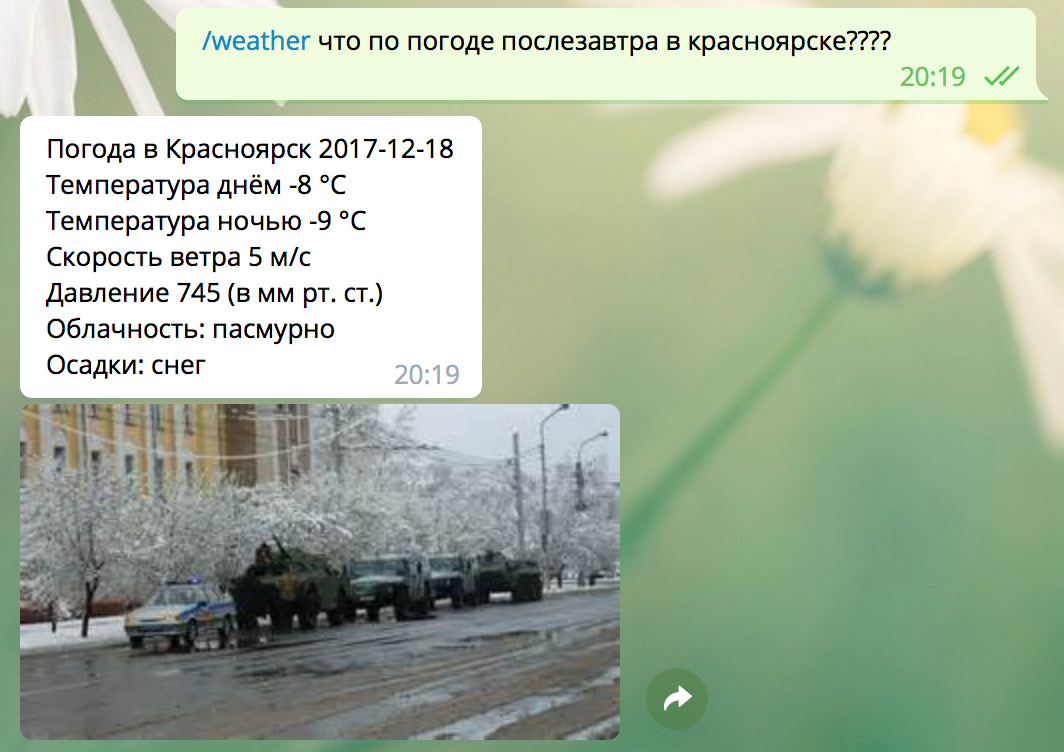 /weather что по погоде послезавтра в красноярске????
20:19
Погода в Красноярск 2017-12-18
Температура днём -8 °C
Температура ночью -9 °C
Скорость ветра 5 м/с
Давление 745 (в мм рт. ст.)
Облачность: пасмурно
Осадки: снег
20:19